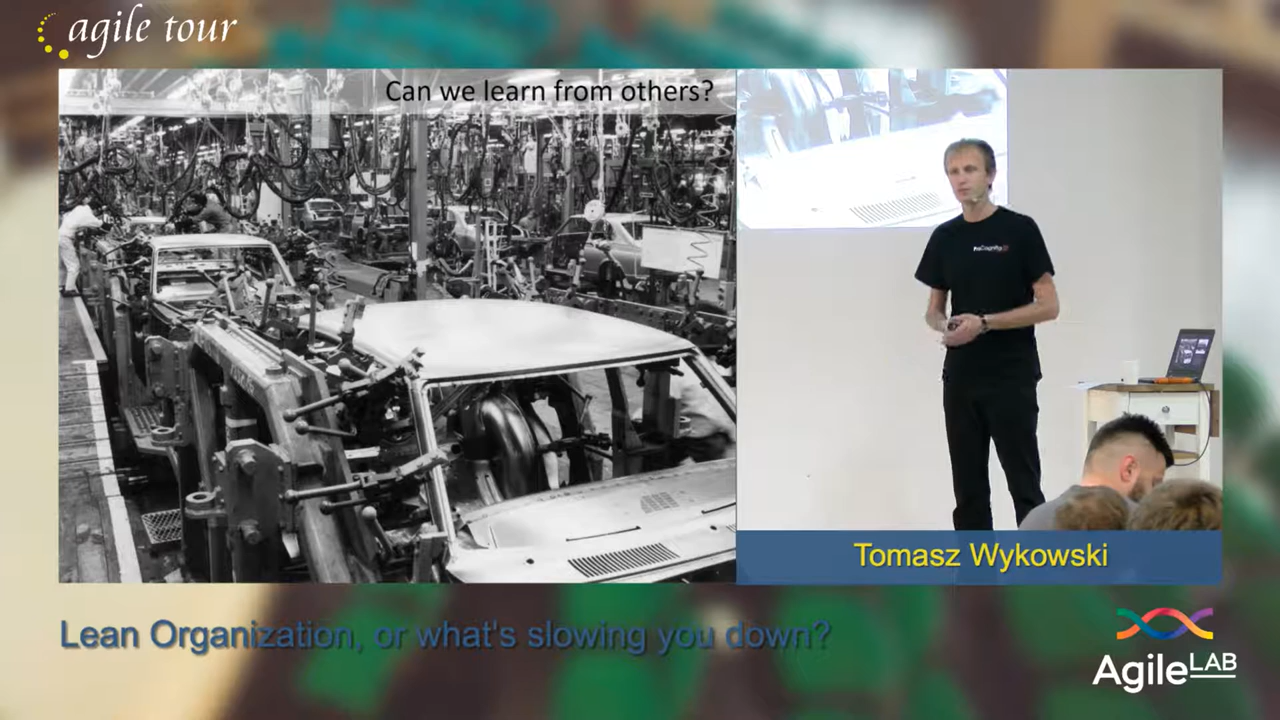 agile tour
Can we learn from others?
Tomasz Wykowski
Lean Organization, or what's slowing you down?
AgileLAB